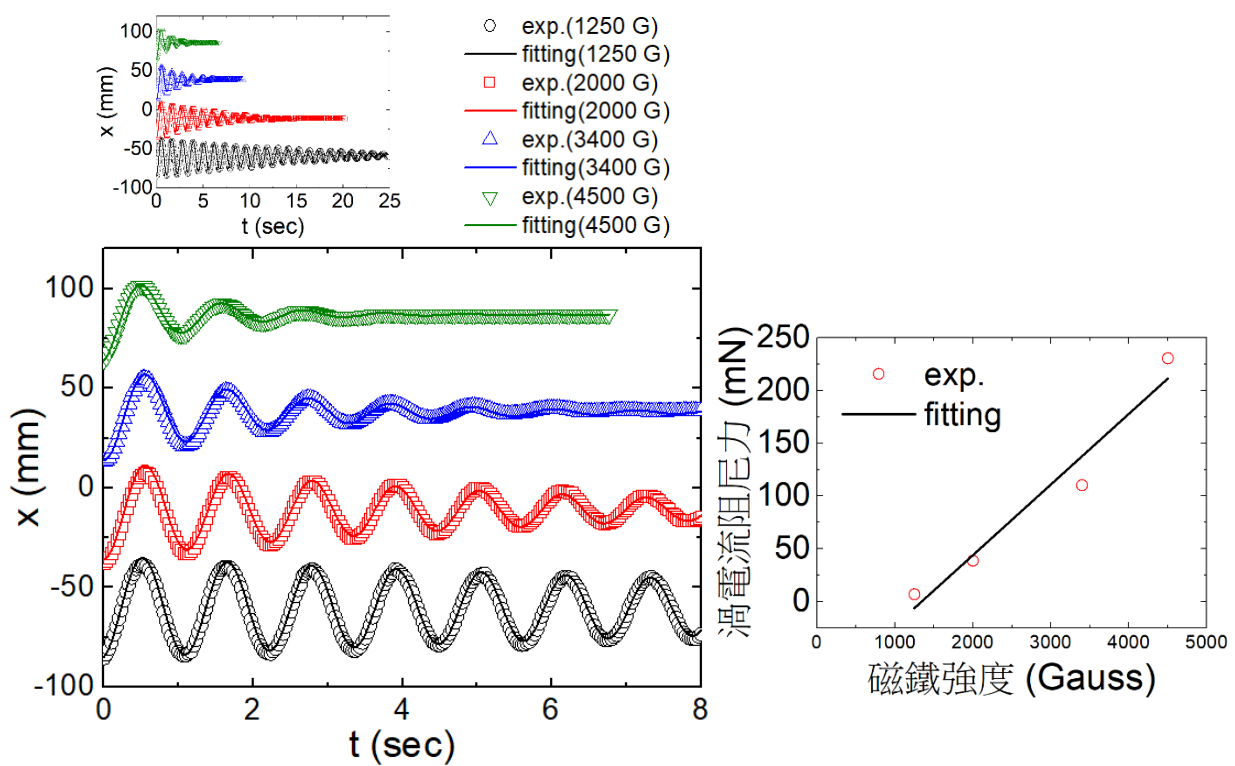 100
50
0
-50
-100
x (mm)
0
5
10
15
20
25
t (sec)
exp.(1250 G)
fitting(1250 G)
exp.(2000 G)
fitting(2000 G)
exp.(3400 G)
fitting(3400 G)
exp.(4500 G)
fitting(4500 G)
100
50
0
-50
-100
x (mm)
0
2
4
6
8
t (sec)
250
200
150
100
50
0
渦電流阻尼力 (mN)
exp.
fitting
0
1000
2000
3000
4000
5000
磁鐵強度 (Gauss)